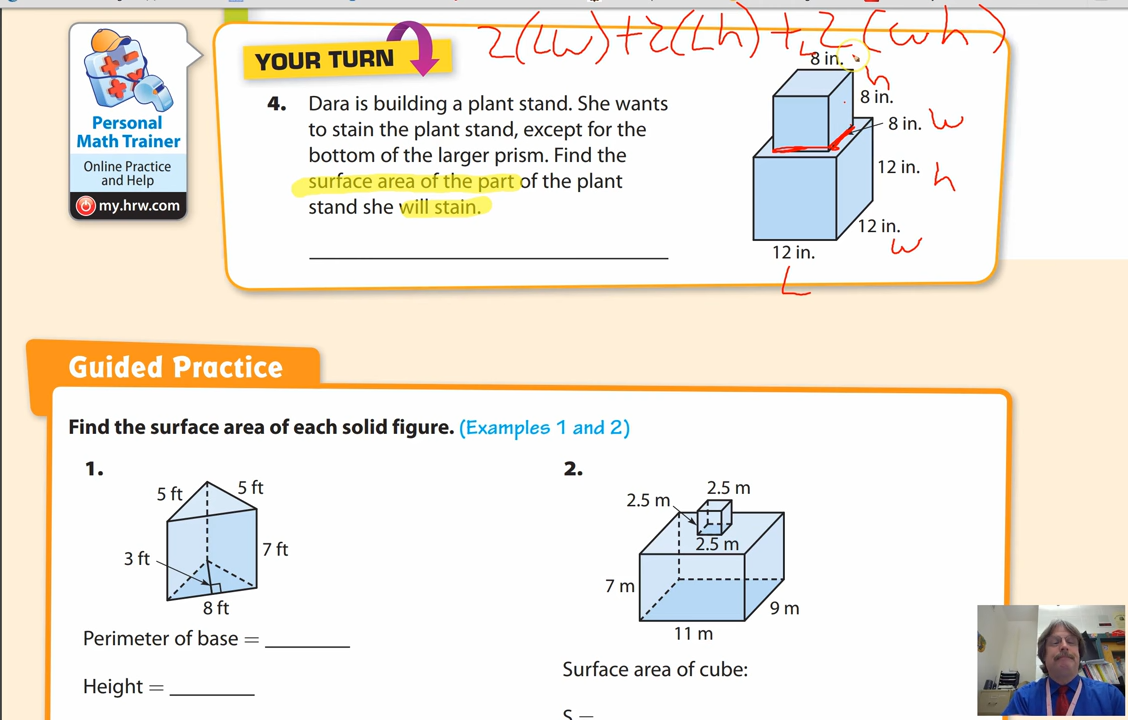 2(Lw)+2(Lh)+2(wh)
YOUR TURN
4. Dara is building a plant stand. She wants
to stain the plant stand, except for the
bottom of the larger prism. Find the
surface area of the part of the plant
stand she will stain.
L
8 in.
h
8 in.
8 in. w
12 in. h
12 in.
w
12 in.
L
Personal
Math Trainer
Online Practice
and Help
my.hrw.com
Guided Practice
Find the surface area of each solid figure. (Examples 1 and 2)
1.
5 ft
5 ft
3 ft
7 ft
8 ft
Perimeter of base =
Height =
2.
2.5 m
2.5 m
2.5 m
7 m
9 m
11 m
Surface area of cube:
S =